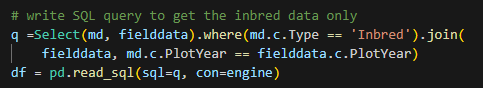 # write SQL query to get the inbred data only
q =Select(md, fielddata).where(md.c.Type == 'Inbred').join(
    fielddata, md.c.PlotYear == fielddata.c.PlotYear)
df = pd.read_sql(sql=q, con=engine)